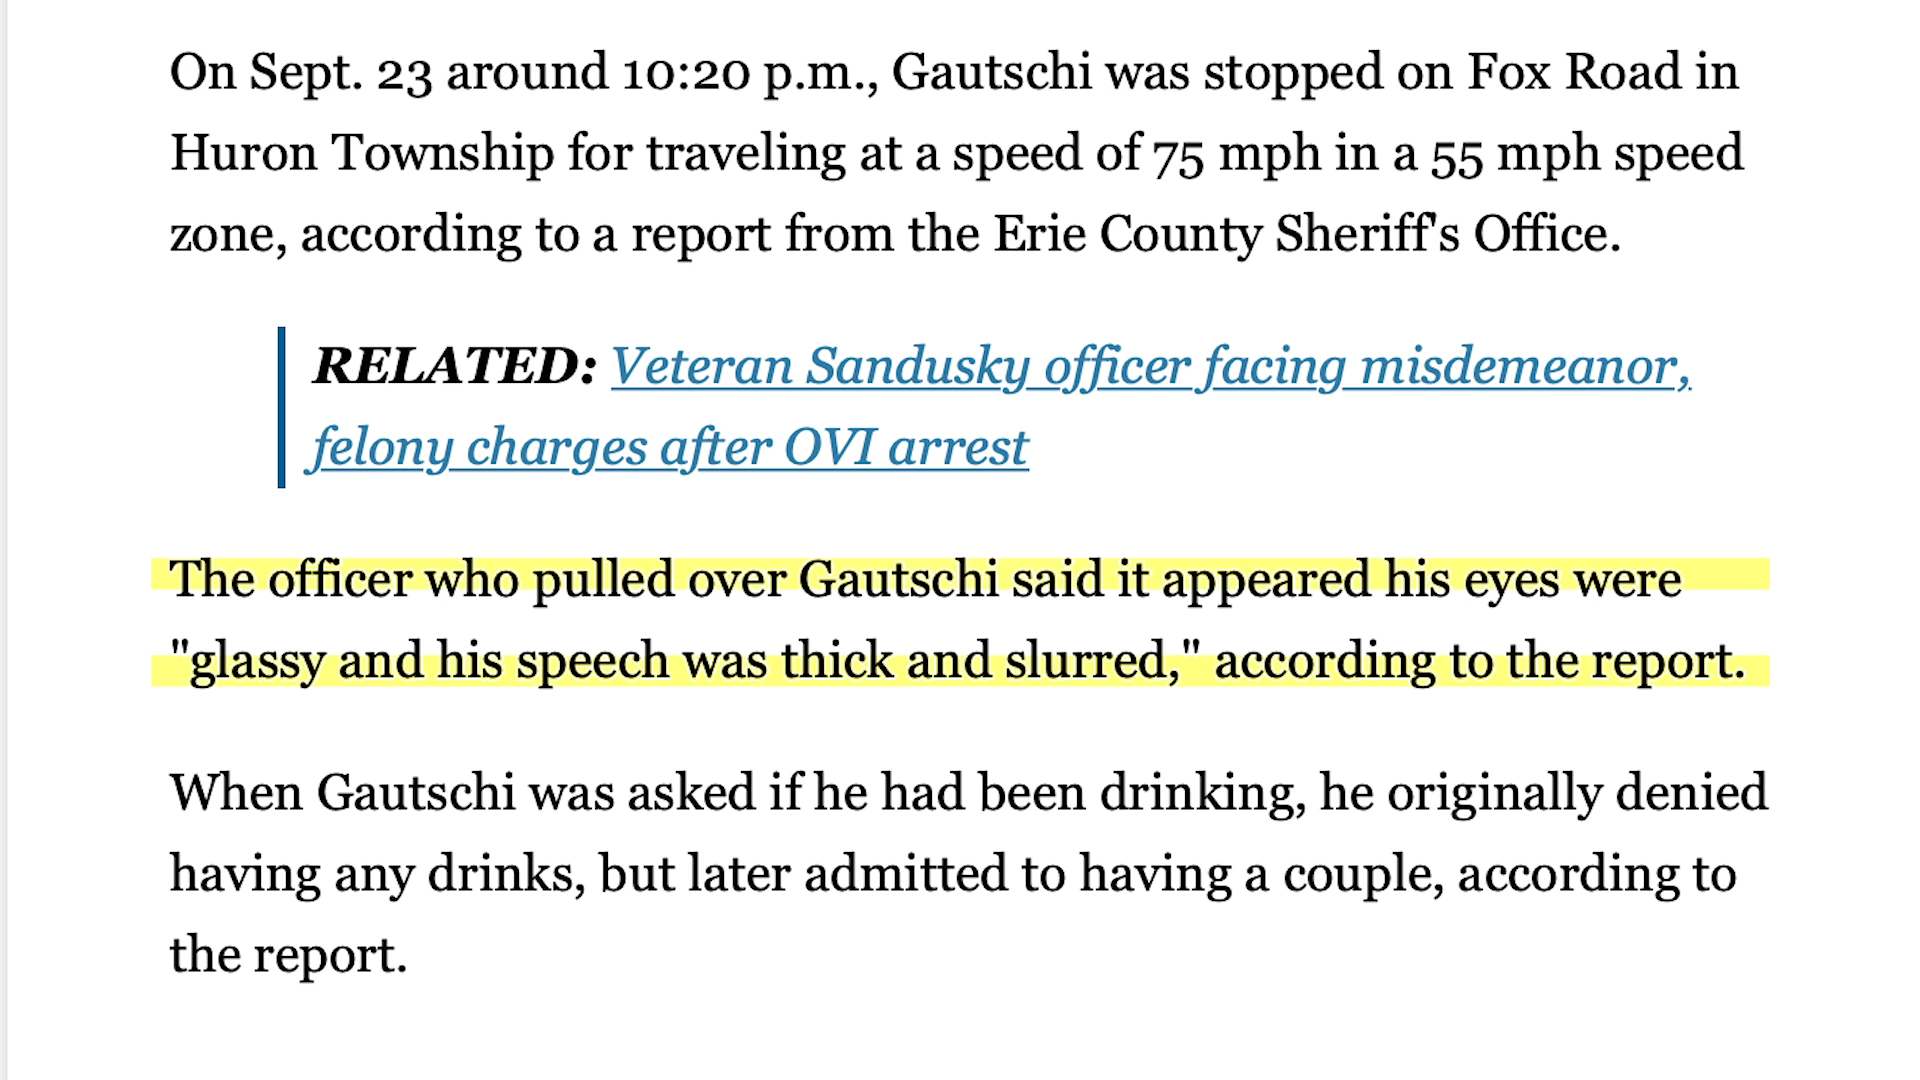 On Sept. 23 around 10:20 p.m., Gautschi was stopped on Fox Road in
Huron Township for traveling at a speed of 75 mph in a 55 mph speed
zone, according to a report from the Erie County Sheriff's Office.
RELATED: Veteran Sandusky officer facing misdemeanor,
felony charges after OVI arrest
The officer who pulled over Gautschi said it appeared his eyes were
"glassy and his speech was thick and slurred," according to the report.
When Gautschi was asked if he had been drinking, he originally denied
having any drinks, but later admitted to having a couple, according to
the report.